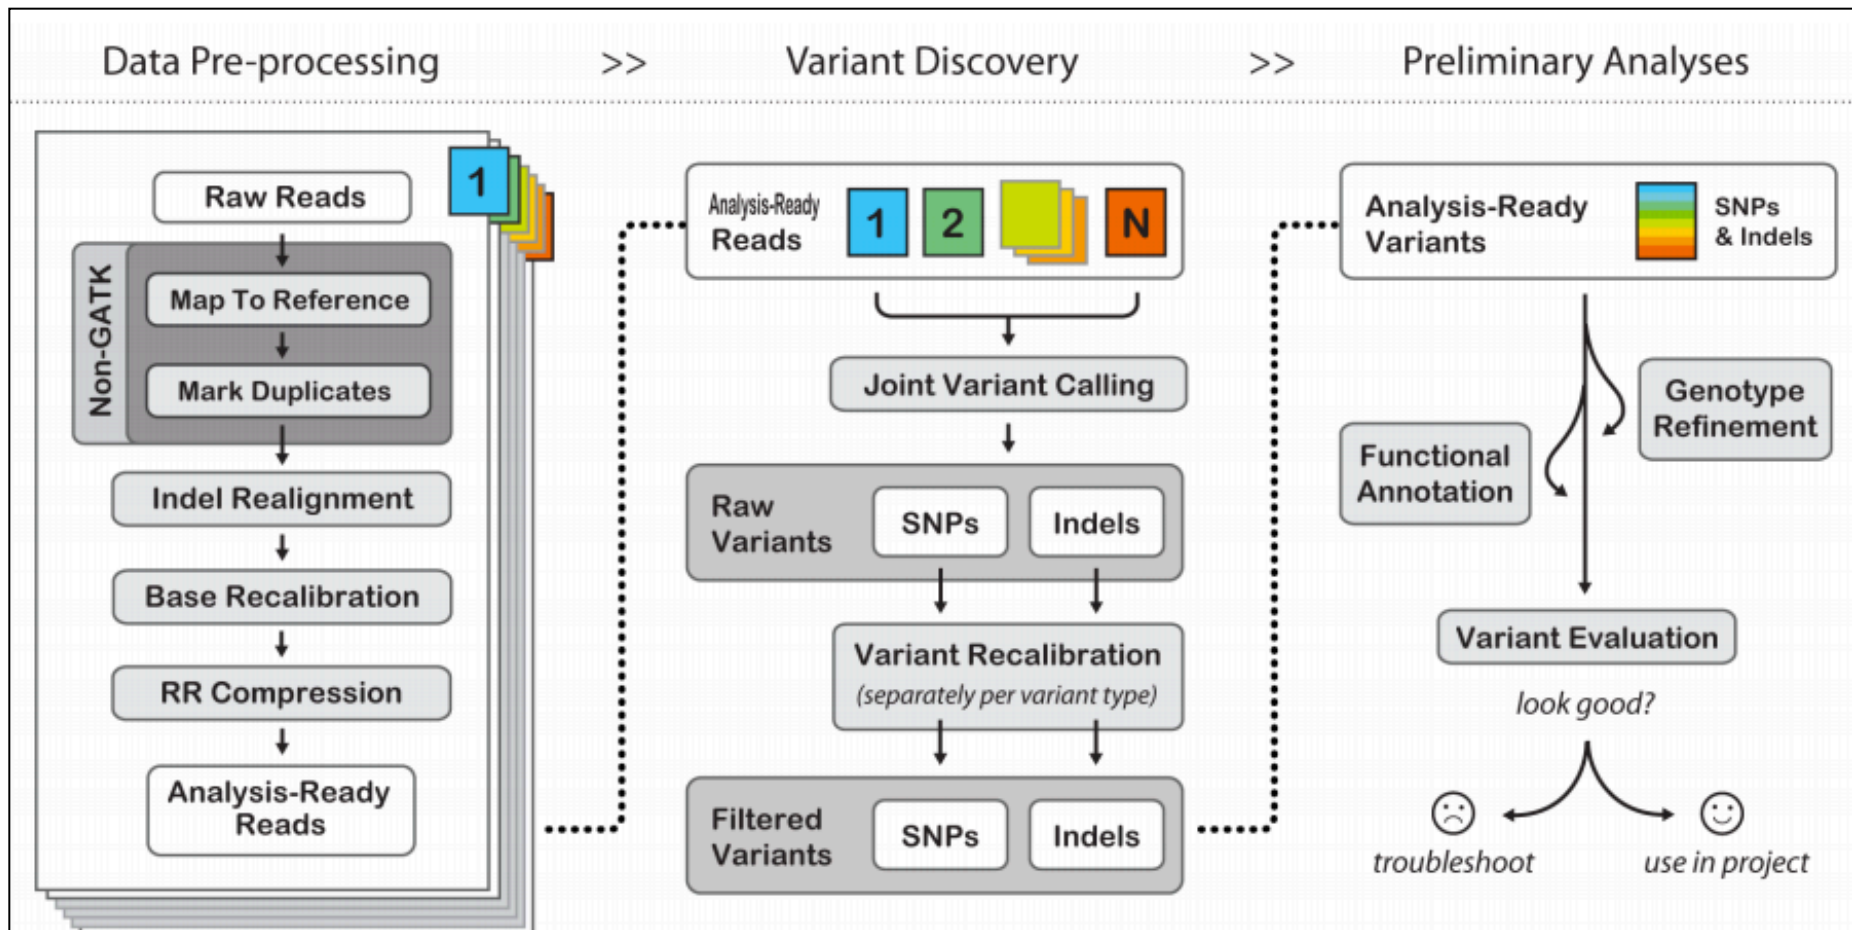 Data Pre-processing >> Variant Discovery >> Preliminary Analyses
1
Raw Reads
Non-GATK
Map To Reference
Mark Duplicates
Indel Realignment
Base Recalibration
RR Compression
Analysis-Ready
Reads
Analysis-Ready
Reads
1 2 N
Joint Variant Calling
Raw
Variants
SNPs Indels
Variant Recalibration
(separately per variant type)
Filtered
Variants
SNPs Indels
Analysis-Ready
Variants
SNPs
& Indels
Genotype
Refinement
Functional
Annotation
Variant Evaluation
look good?
troubleshoot use in project